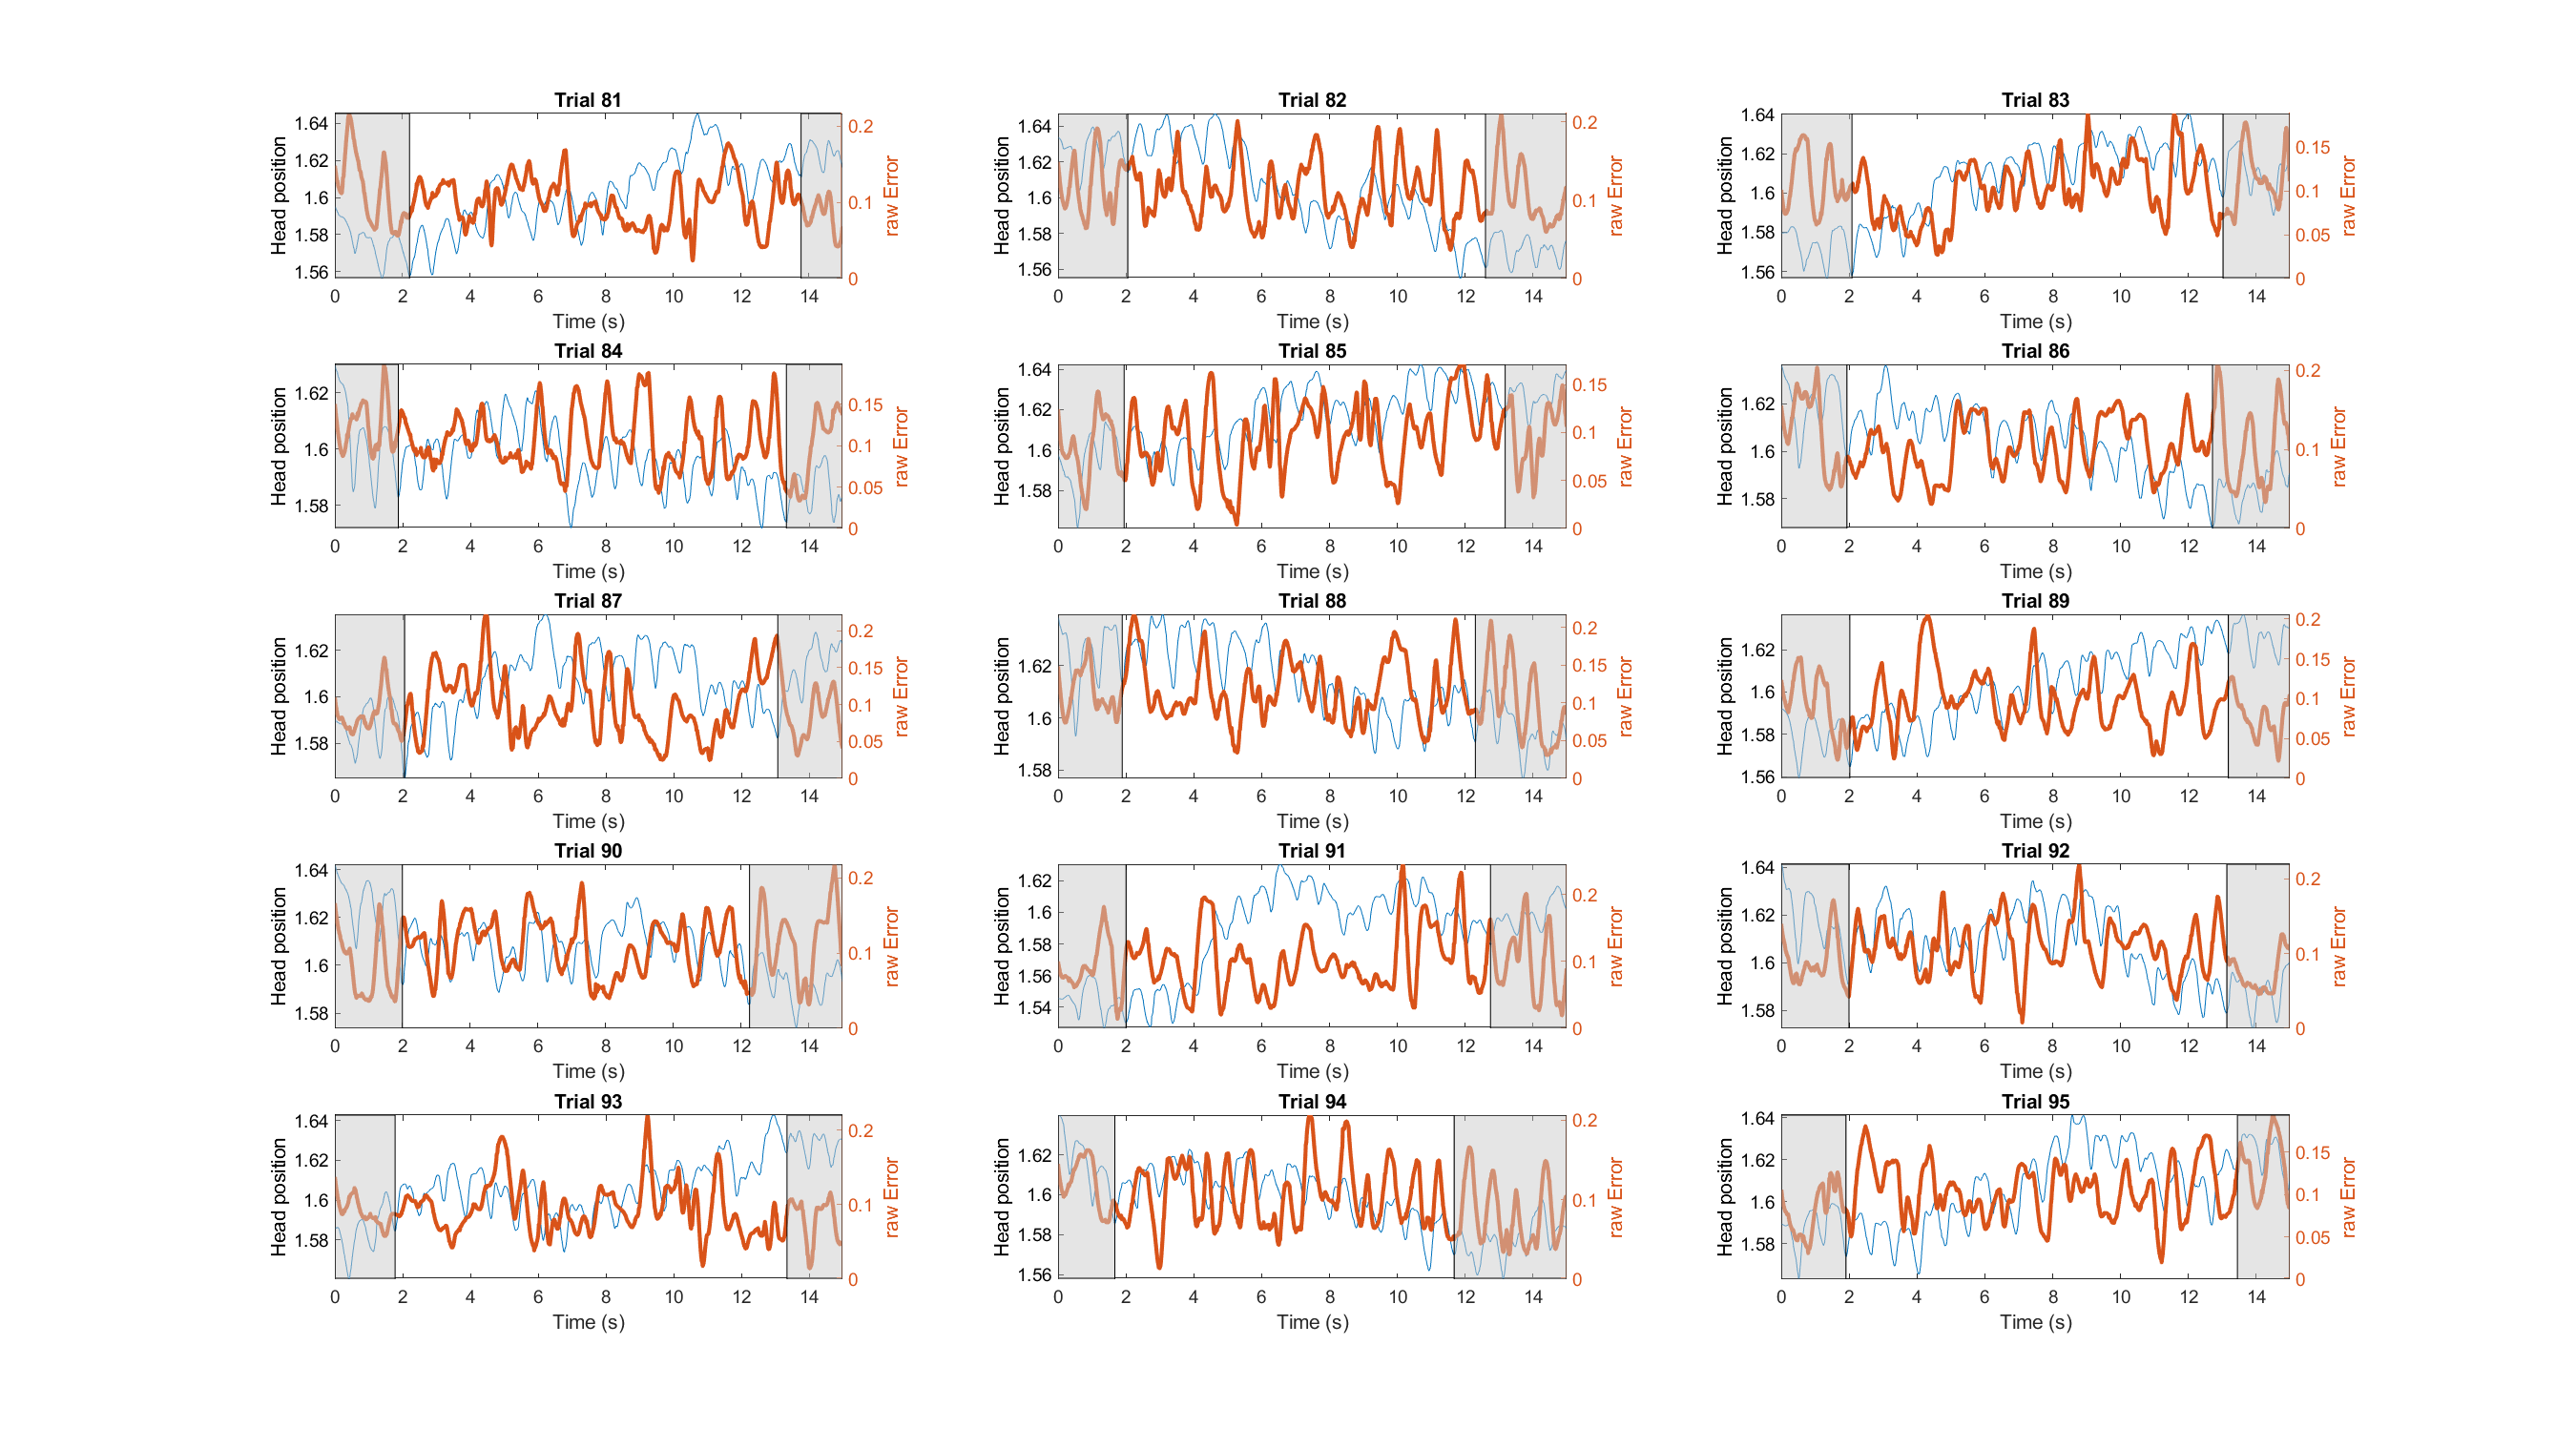 Trial 81
Head position
1.64
1.62
1.6
1.58
1.56
0.2
0.1
0
raw Error
0 2 4 6 8 10 12 14
Time (s)
Trial 82
Head position
1.64
1.62
1.6
1.58
1.56
0.2
0.1
0
raw Error
0 2 4 6 8 10 12 14
Time (s)
Trial 83
Head position
1.64
1.62
1.6
1.58
1.56
0.15
0.1
0.05
0
raw Error
0 2 4 6 8 10 12 14
Time (s)
Trial 84
Head position
1.62
1.6
1.58
0.15
0.1
0.05
0
raw Error
0 2 4 6 8 10 12 14
Time (s)
Trial 85
Head position
1.64
1.62
1.6
1.58
0.15
0.1
0.05
0
raw Error
0 2 4 6 8 10 12 14
Time (s)
Trial 86
Head position
1.62
1.6
1.58
0.2
0.1
0
raw Error
0 2 4 6 8 10 12 14
Time (s)
Trial 87
Head position
1.62
1.6
1.58
0.2
0.15
0.1
0.05
0
raw Error
0 2 4 6 8 10 12 14
Time (s)
Trial 88
Head position
1.62
1.6
1.58
0.2
0.15
0.1
0.05
0
raw Error
0 2 4 6 8 10 12 14
Time (s)
Trial 89
Head position
1.62
1.6
1.58
1.56
0.2
0.15
0.1
0.05
0
raw Error
0 2 4 6 8 10 12 14
Time (s)
Trial 90
Head position
1.64
1.62
1.6
1.58
0.2
0.1
0
raw Error
0 2 4 6 8 10 12 14
Time (s)
Trial 91
Head position
1.62
1.6
1.58
1.56
1.54
0.2
0.1
0
raw Error
0 2 4 6 8 10 12 14
Time (s)
Trial 92
Head position
1.64
1.62
1.6
1.58
0.2
0.1
0
raw Error
0 2 4 6 8 10 12 14
Time (s)
Trial 93
Head position
1.64
1.62
1.6
1.58
0.2
0.1
0
raw Error
0 2 4 6 8 10 12 14
Time (s)
Trial 94
Head position
1.62
1.6
1.58
1.56
0.2
0.1
0
raw Error
0 2 4 6 8 10 12 14
Time (s)
Trial 95
Head position
1.64
1.62
1.6
1.58
0.15
0.1
0.05
0
raw Error
0 2 4 6 8 10 12 14
Time (s)